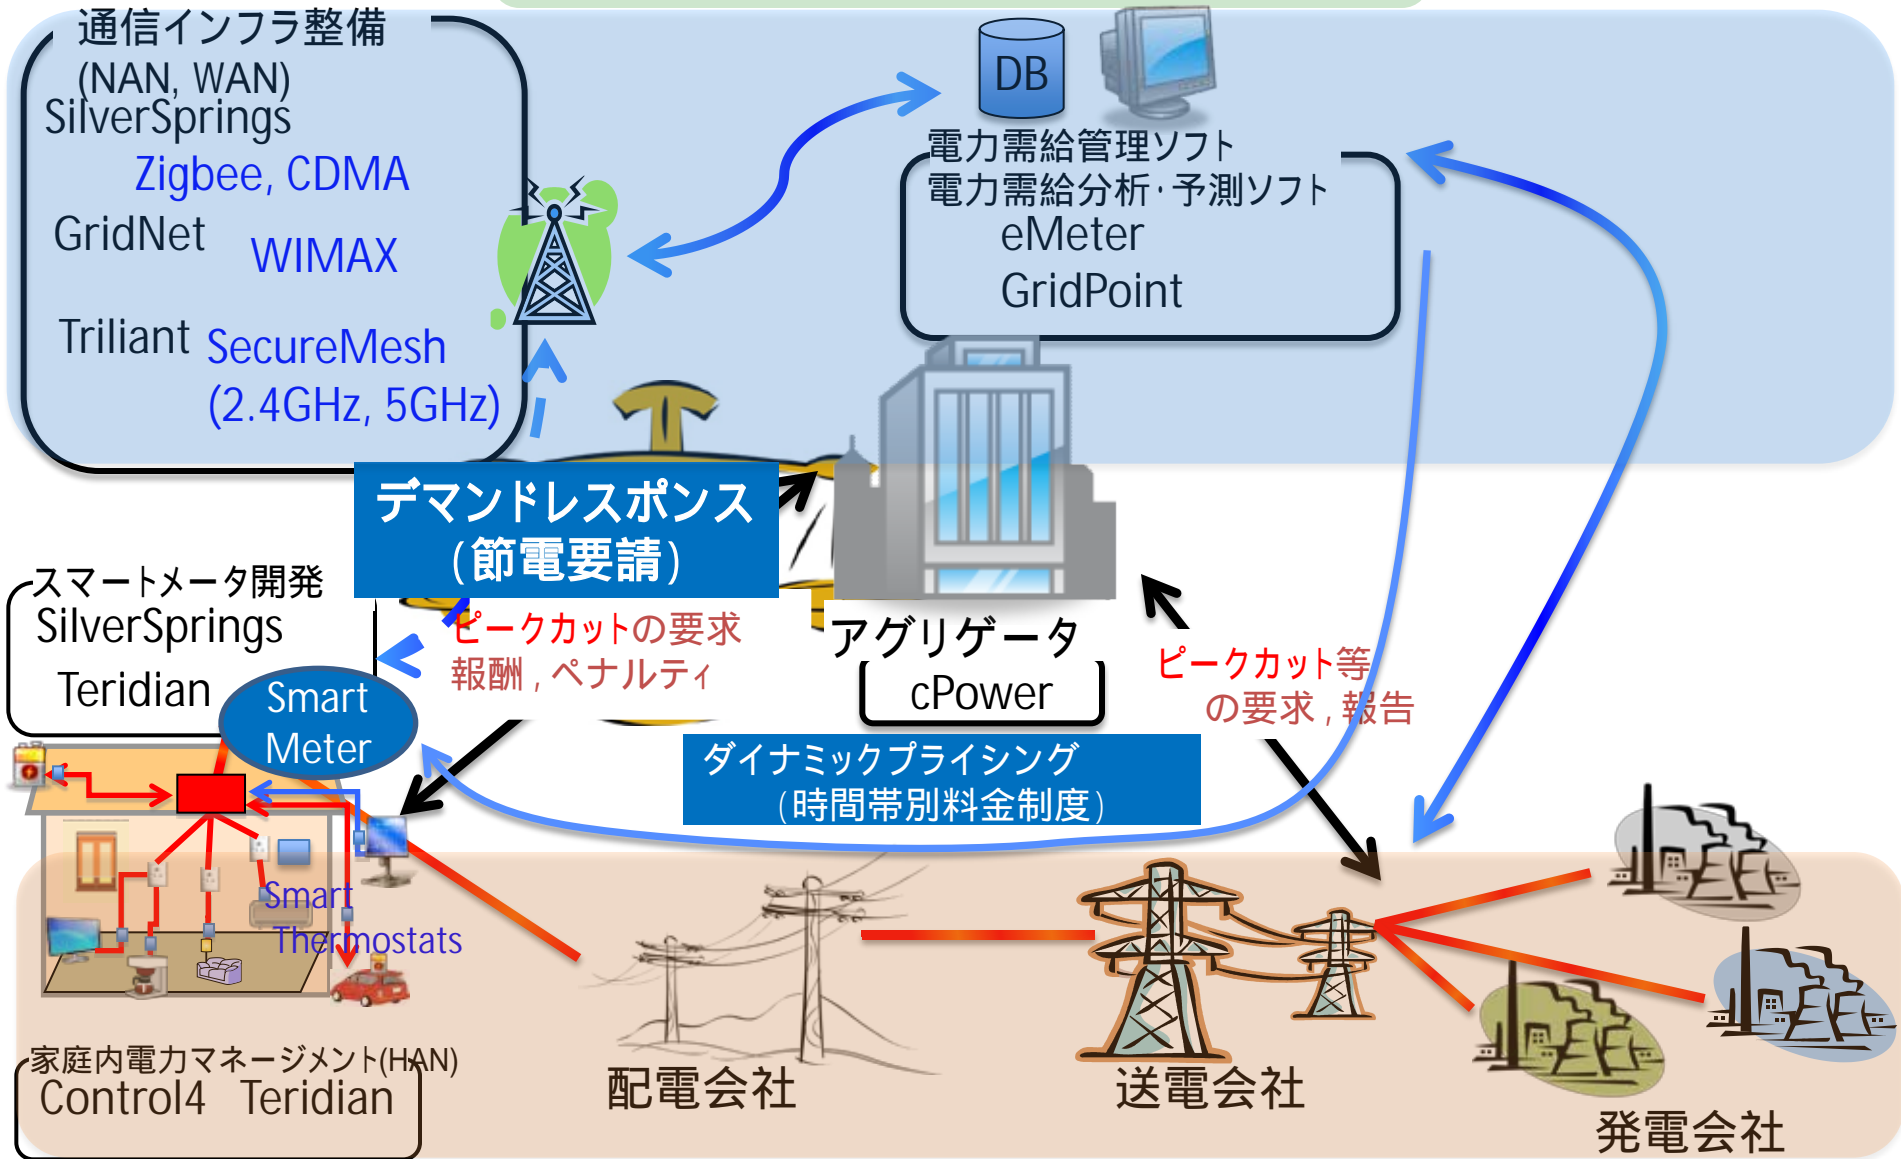 通信インフラ整備
(NAN, WAN)
SilverSprings
Zigbee, CDMA
GridNet
WIMAX
Triliant
SecureMesh
(2.4GHz, 5GHz)
DB
電力需給管理ソフト
電力需給分析・予測ソフト
eMeter
GridPoint
デマンドレスポンス
(節電要請)
スマートメータ開発
SilverSprings
Teridian
Smart
Meter
ピークカットの要求
報酬，ペナルティ
アグリゲータ
cPower
ピークカット等
の要求，報告
ダイナミックプライシング
(時間帯別料金制度)
Smart
Thermostats
家庭内電力マネージメント(HAN)
Control4 Teridian
配電会社
送電会社
発電会社